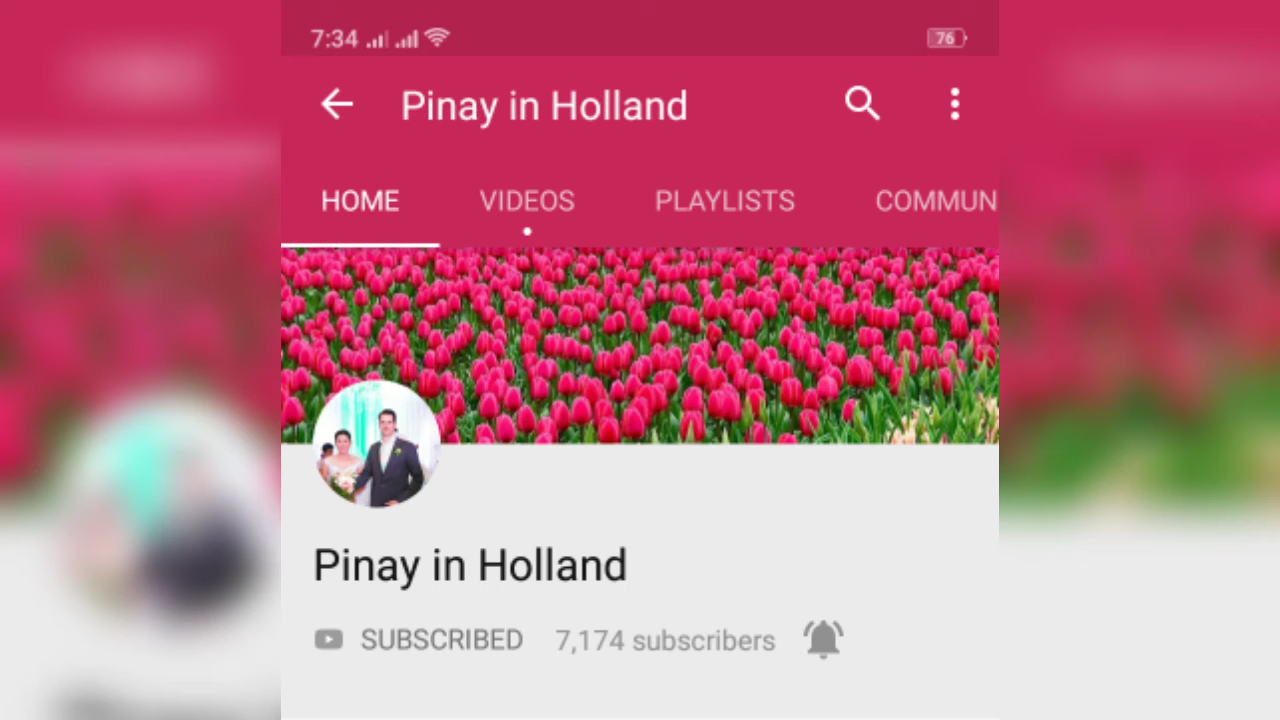 7:34
76
Pinay in Holland
HOME VIDEOS PLAYLISTS COMMUN
Pinay in Holland
SUBSCRIBED 7,174 subscribers